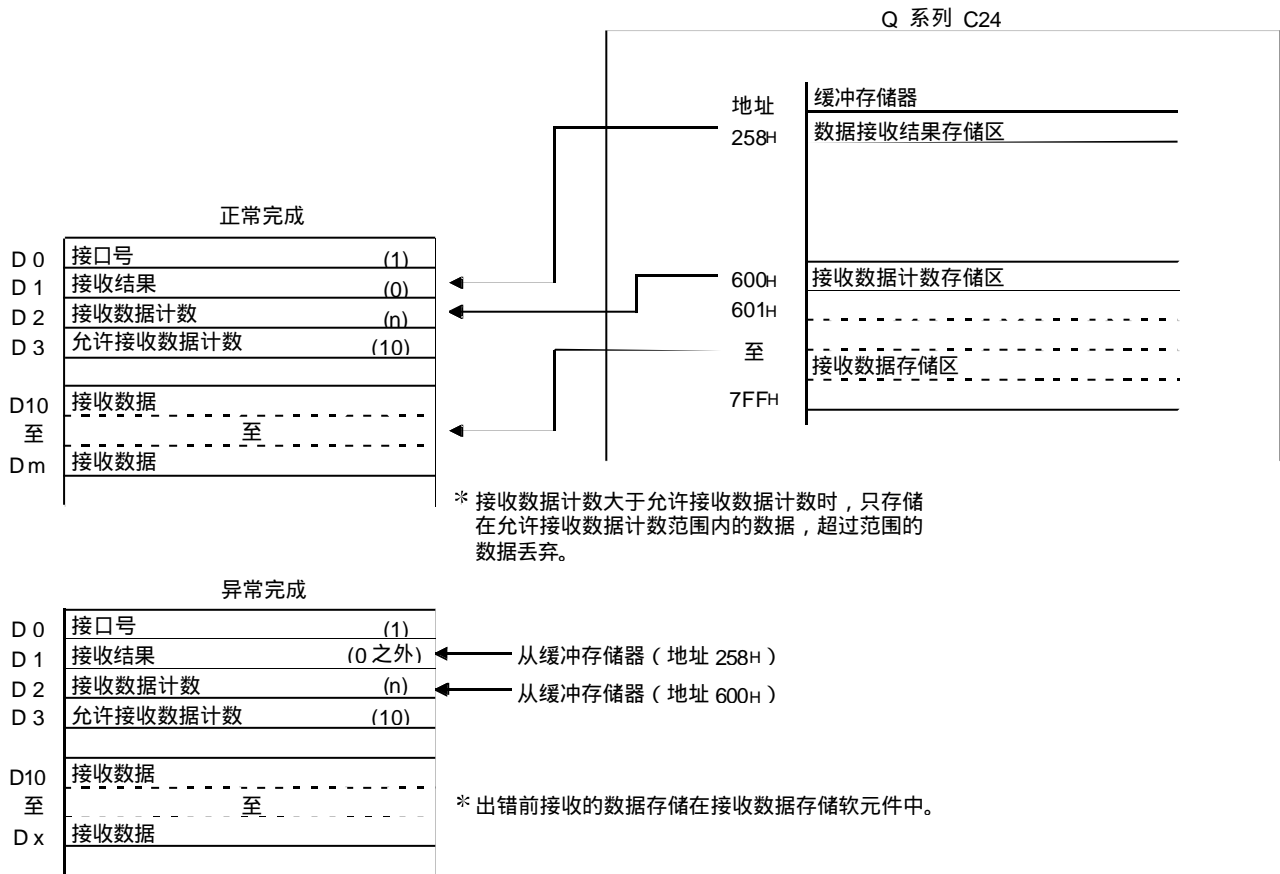 Q 系列 C24
地址 缓冲存储器
258H 数据接收结果存储区
正常完成
D 0 接口号 (1)
D 1 接收结果 (0)
D 2 接收数据计数 (n)
D 3 允许接收数据计数 (10)
D10 接收数据
至 至
D m 接收数据
600H 接收数据计数存储区
601H
至
接收数据存储区
7FFH
* 接收数据计数大于允许接收数据计数时，只存储
在允许接收数据计数范围内的数据，超过范围的
数据丢弃。
异常完成
D 0 接口号 (1)
D 1 接收结果 (0 之外) 从缓冲存储器（地址 258H）
D 2 接收数据计数 (n) 从缓冲存储器（地址 600H）
D 3 允许接收数据计数 (10)
D10 接收数据
至 至
D x 接收数据
* 出错前接收的数据存储在接收数据存储软元件中。